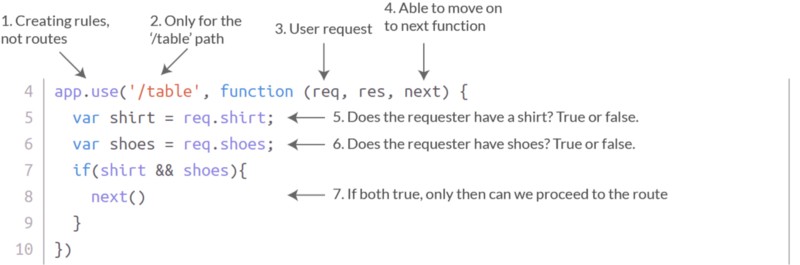 1. Creating rules,
not routes
2. Only for the
‘/table’ path
3. User request
4. Able to move on
to next function
4 app.use('/table', function (req, res, next) {
5 var shirt = req.shirt; 5. Does the requester have a shirt? True or false.
6 var shoes = req.shoes; 6. Does the requester have shoes? True or false.
7 if(shirt && shoes){
8 next() 7. If both true, only then can we proceed to the route
9 }
10 })